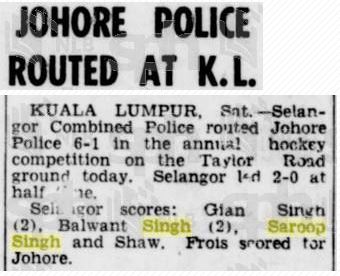 JOHORE POLICE
ROUTED AT K.L.
KUALA LUMPUR, Sat.—Selan-
gor Combined Police routed Johore
Police 6-1 in the annual hockey
competition on the Taylor Road
ground today. Selangor led 2-0 at
half time.
Selangor scores: Gian Singh
(2), Balwant Singh (2), Saroop
Singh and Shaw. Frois scored for
Johore.